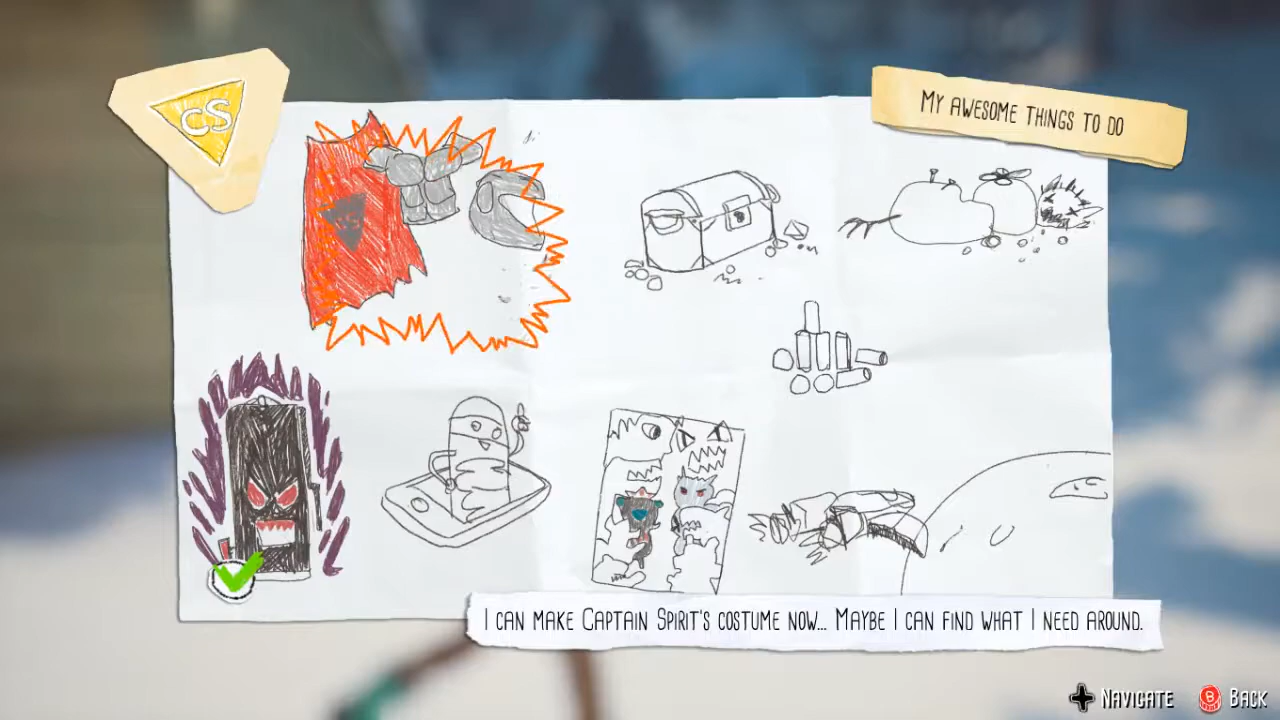 CS
MY AWESOME THINGS TO DO
I CAN MAKE CAPTAIN SPIRIT'S COSTUME NOW... MAYBE I CAN FIND WHAT I NEED AROUND.
NAVIGATE B BACK